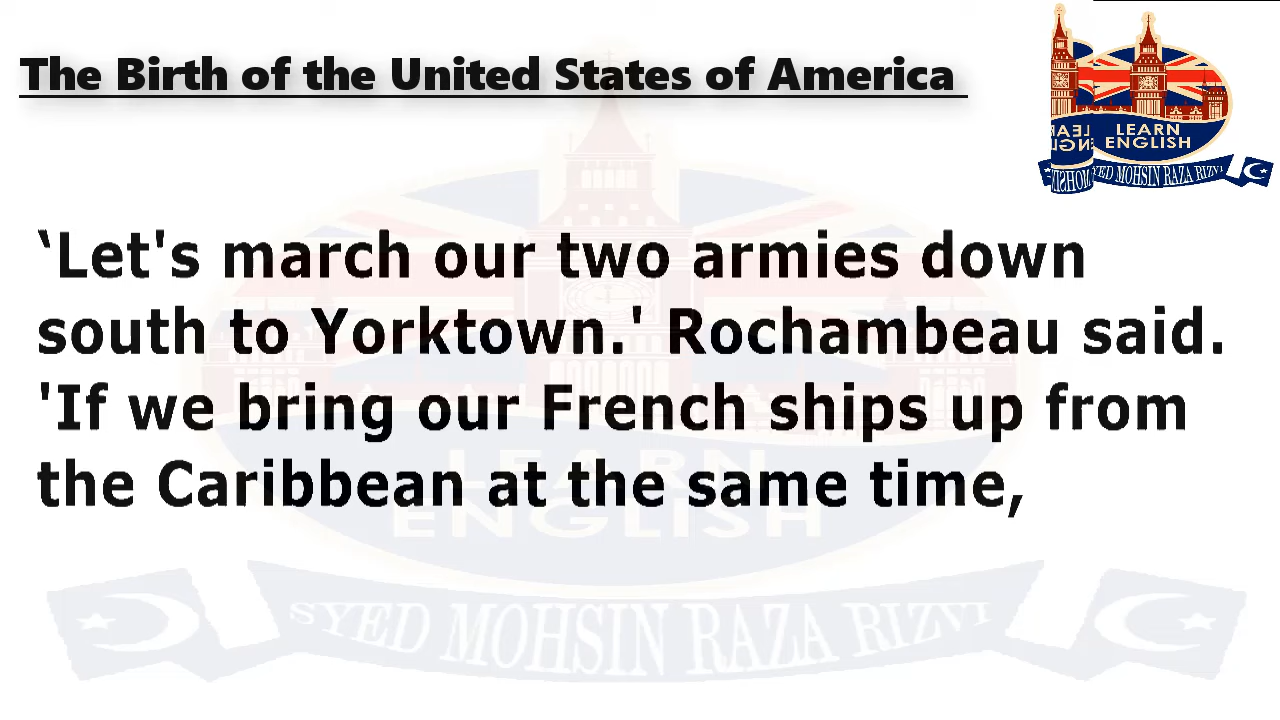 The Birth of the United States of America
LEARN
ENGLISH
SYED MOHSIN RAZA RIZVI
‘Let's march our two armies down
south to Yorktown.' Rochambeau said.
'If we bring our French ships up from
the Caribbean at the same time,
LEARN
ENGLISH
SYED MOHSIN RAZA RIZVI